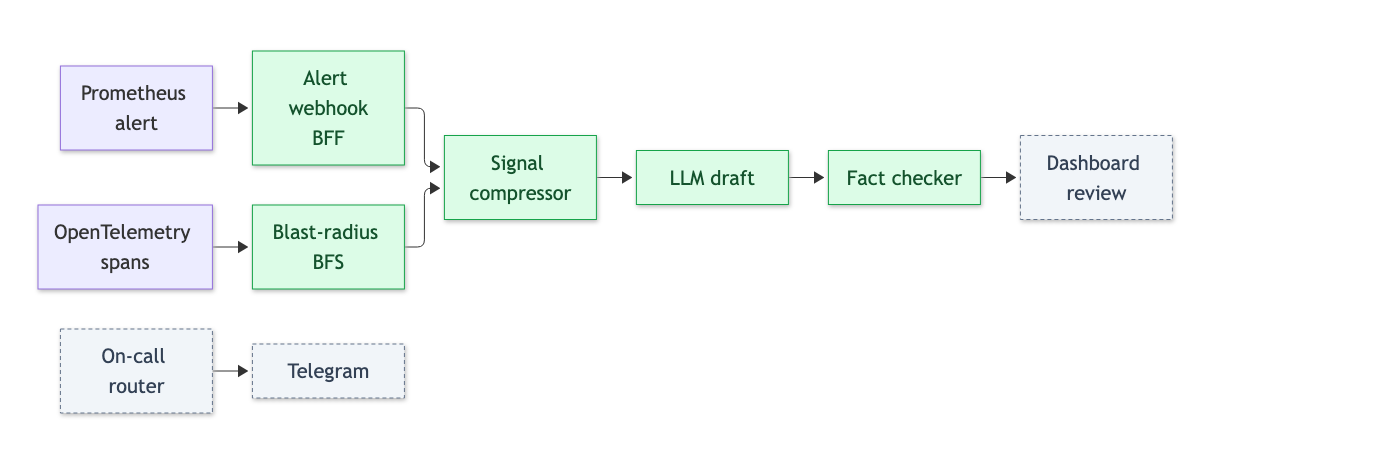 Prometheus
alert
Alert
webhook
BFF
OpenTelemetry
spans
Blast-radius
BFS
Signal
compressor
LLM draft
Fact checker
Dashboard
review
On-call
router
Telegram